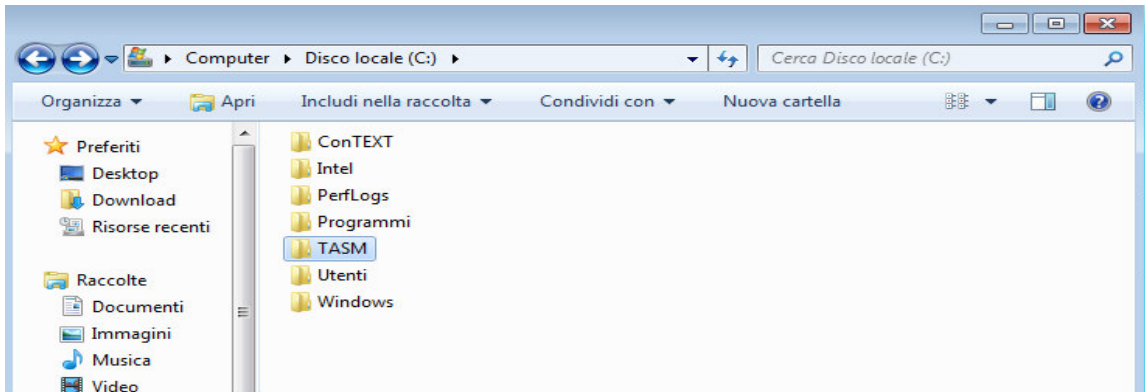 Computer Disco locale (C:) Cerca Disco locale (C:)
Organizza Apri Includi nella raccolta Condividi con Nuova cartella
Preferiti
Desktop
Download
Risorse recenti
Raccolte
Documenti
Immagini
Musica
Video
ConTEXT
Intel
PerfLogs
Programmi
TASM
Utenti
Windows